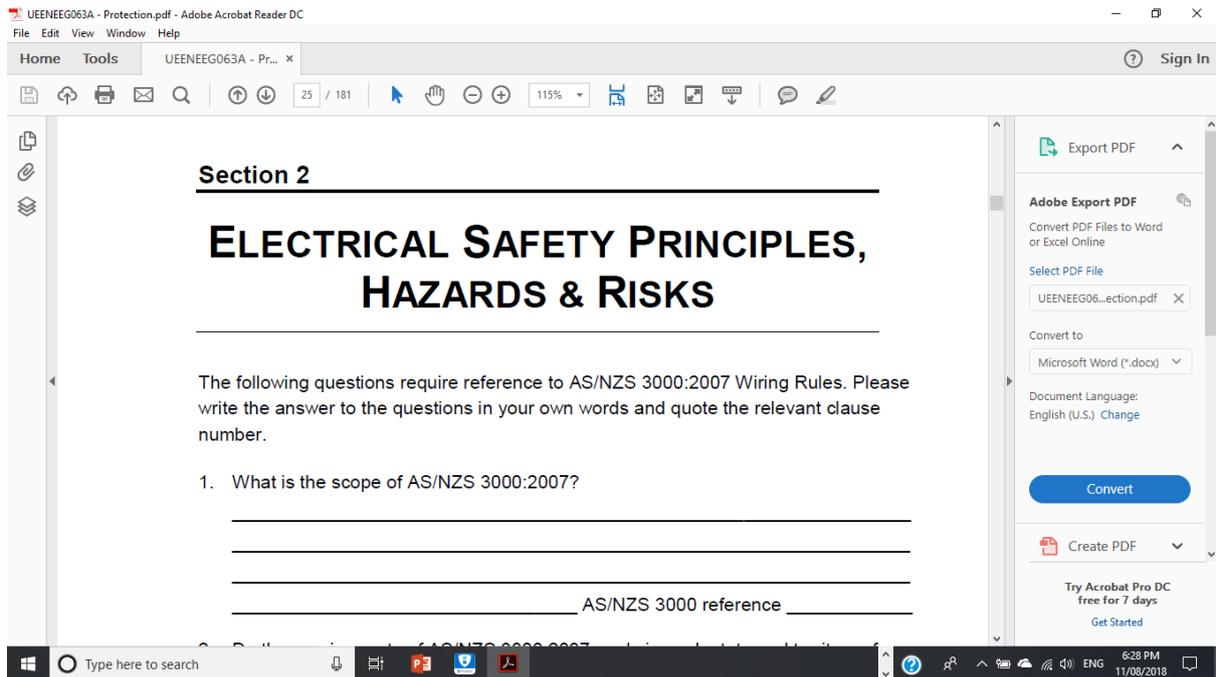 UEENEEG063A - Protection.pdf - Adobe Acrobat Reader DC
File Edit View Window Help
Home Tools UEENEEG063A - Pr... × Sign In
25 / 181 115%
Section 2
ELECTRICAL SAFETY PRINCIPLES,
HAZARDS & RISKS
The following questions require reference to AS/NZS 3000:2007 Wiring Rules. Please
write the answer to the questions in your own words and quote the relevant clause
number.
1. What is the scope of AS/NZS 3000:2007?
AS/NZS 3000 reference
Export PDF
Adobe Export PDF
Convert PDF Files to Word
or Excel Online
Select PDF File
UEENEEG06...ection.pdf
Convert to
Microsoft Word (*.docx)
Document Language:
English (U.S.) Change
Convert
Create PDF
Try Acrobat Pro DC
free for 7 days
Get Started
Type here to search
ENG
6:28 PM
11/08/2018